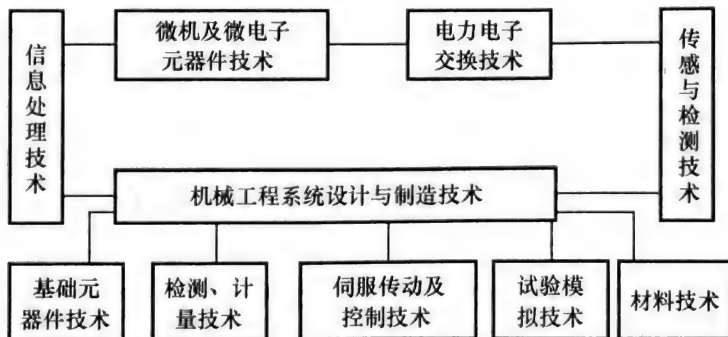 信息处理技术
微机及微电子
元器件技术
电力电子
交换技术
传感与检测技术
机械工程系统设计与制造技术
基础元
器件技术
检测、计
量技术
伺服传动及
控制技术
试验模
拟技术
材料技术